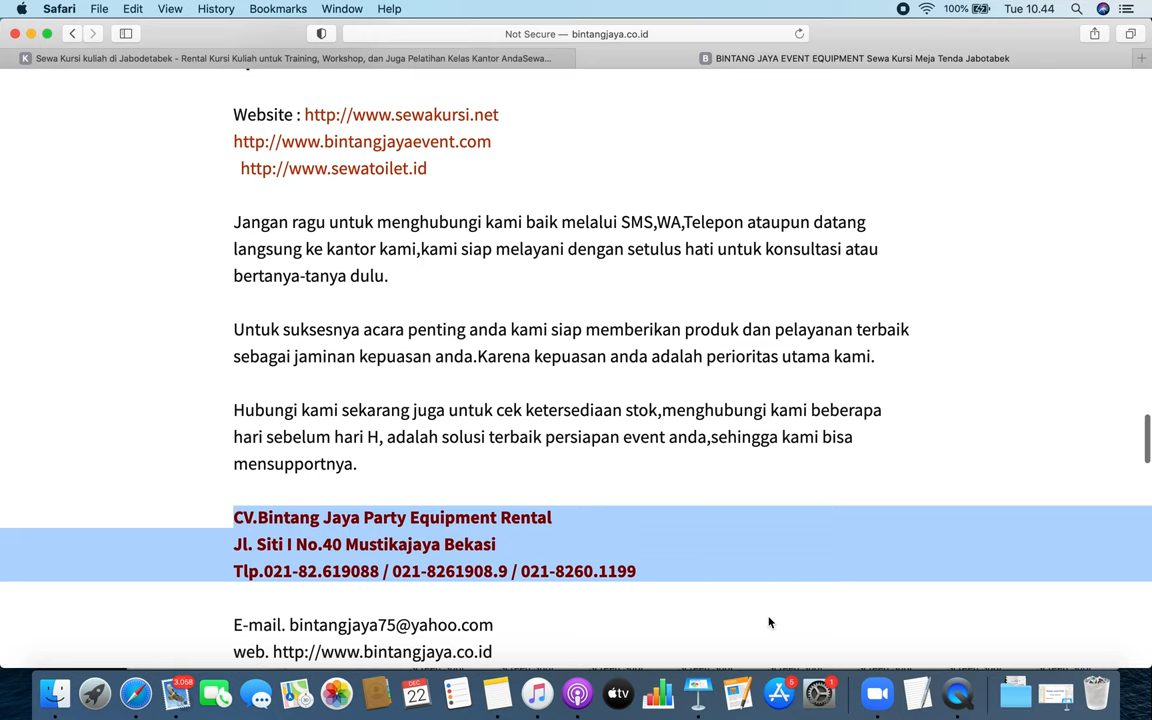 Safari File Edit View History Bookmarks Window Help 100% Tue 10.44
Not Secure — bintangjaya.co.id
K Sewa Kursi kuliah di Jabodetabek - Rental Kursi Kuliah untuk Training, Workshop, dan Juga Pelatihan Kelas Kantor AndaSewa...
B BINTANG JAYA EVENT EQUIPMENT Sewa Kursi Meja Tenda Jabotabek
Website : http://www.sewakursi.net
http://www.bintangjayaevent.com
http://www.sewatoilet.id
Jangan ragu untuk menghubungi kami baik melalui SMS,WA,Telepon ataupun datang
langsung ke kantor kami,kami siap melayani dengan setulus hati untuk konsultasi atau
bertanya-tanya dulu.
Untuk suksesnya acara penting anda kami siap memberikan produk dan pelayanan terbaik
sebagai jaminan kepuasan anda.Karena kepuasan anda adalah perioritas utama kami.
Hubungi kami sekarang juga untuk cek ketersediaan stok,menghubungi kami beberapa
hari sebelum hari H, adalah solusi terbaik persiapan event anda,sehingga kami bisa
mensupportnya.
CV.Bintang Jaya Party Equipment Rental
Jl. Siti I No.40 Mustikajaya Bekasi
Tlp.021-82.619088 / 021-8261908.9 / 021-8260.1199
E-mail. bintangjaya75@yahoo.com
web. http://www.bintangjaya.co.id
3.058
DEC
22
tv
5
1